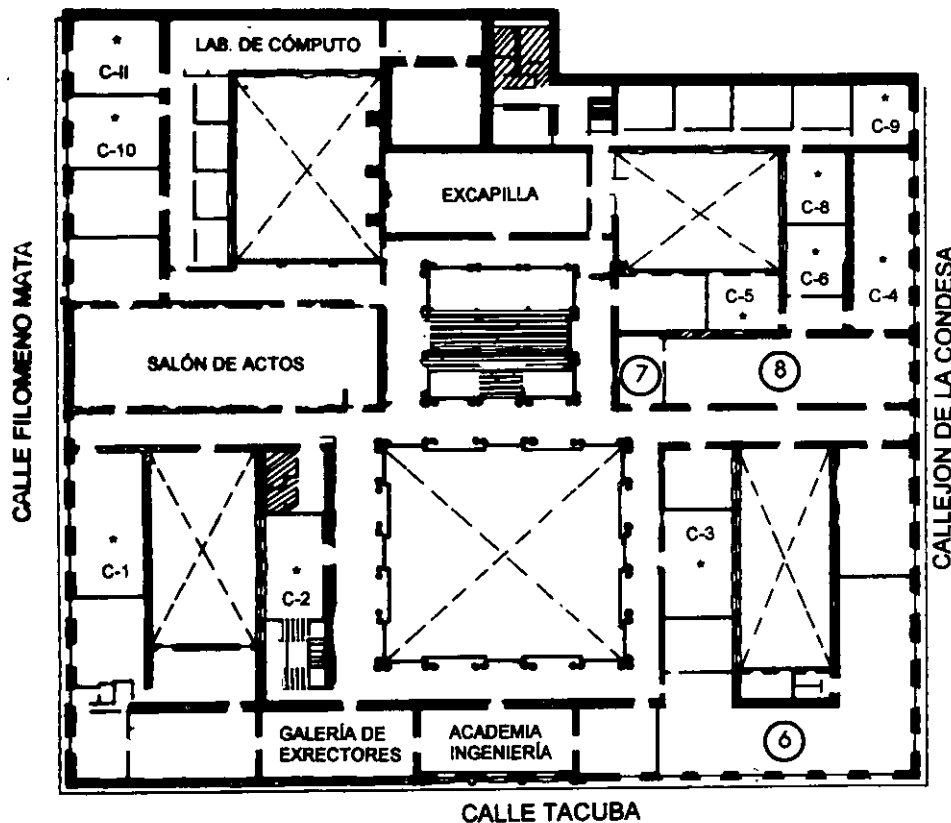 LAB. DE CÓMPUTO
C-11
C-10
C-9
EXCAPILLA
C-8
C-6
C-5
C-4
SALÓN DE ACTOS
7
8
CALLE FILOMENO MATA
CALLEJON DE LA CONDESA
C-1
C-2
C-3
GALERÍA DE
EXRECTORES
ACADEMIA
INGENIERÍA
6
CALLE TACUBA